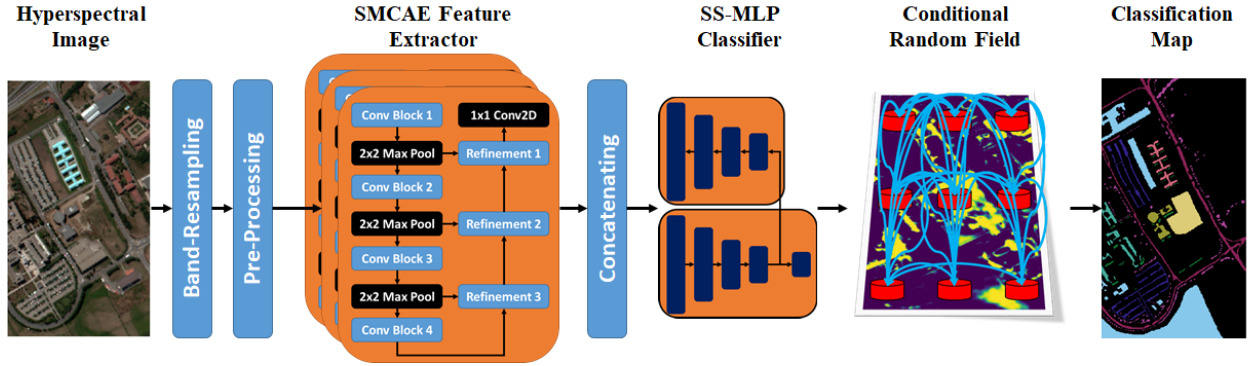 Hyperspectral
Image
SMCAE Feature
Extractor
SS-MLP
Classifier
Conditional
Random Field
Classification
Map
Band-Resampling
Pre-Processing
Conv Block 1
1x1 Conv2D
2x2 Max Pool
Refinement 1
Conv Block 2
2x2 Max Pool
Refinement 2
Conv Block 3
2x2 Max Pool
Refinement 3
Conv Block 4
Concatenating